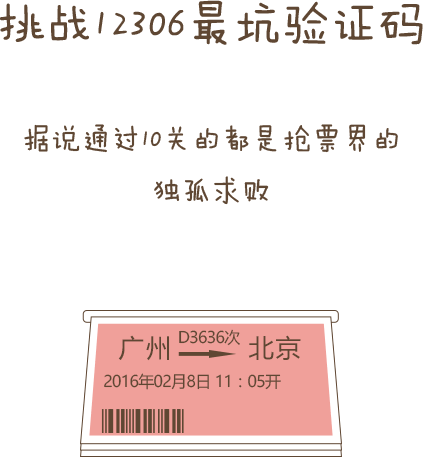 挑战12306最坑验证码
据说通过10关的都是抢票界的
独孤求败
D3636次
广州 北京
2016年02月8日 11：05开